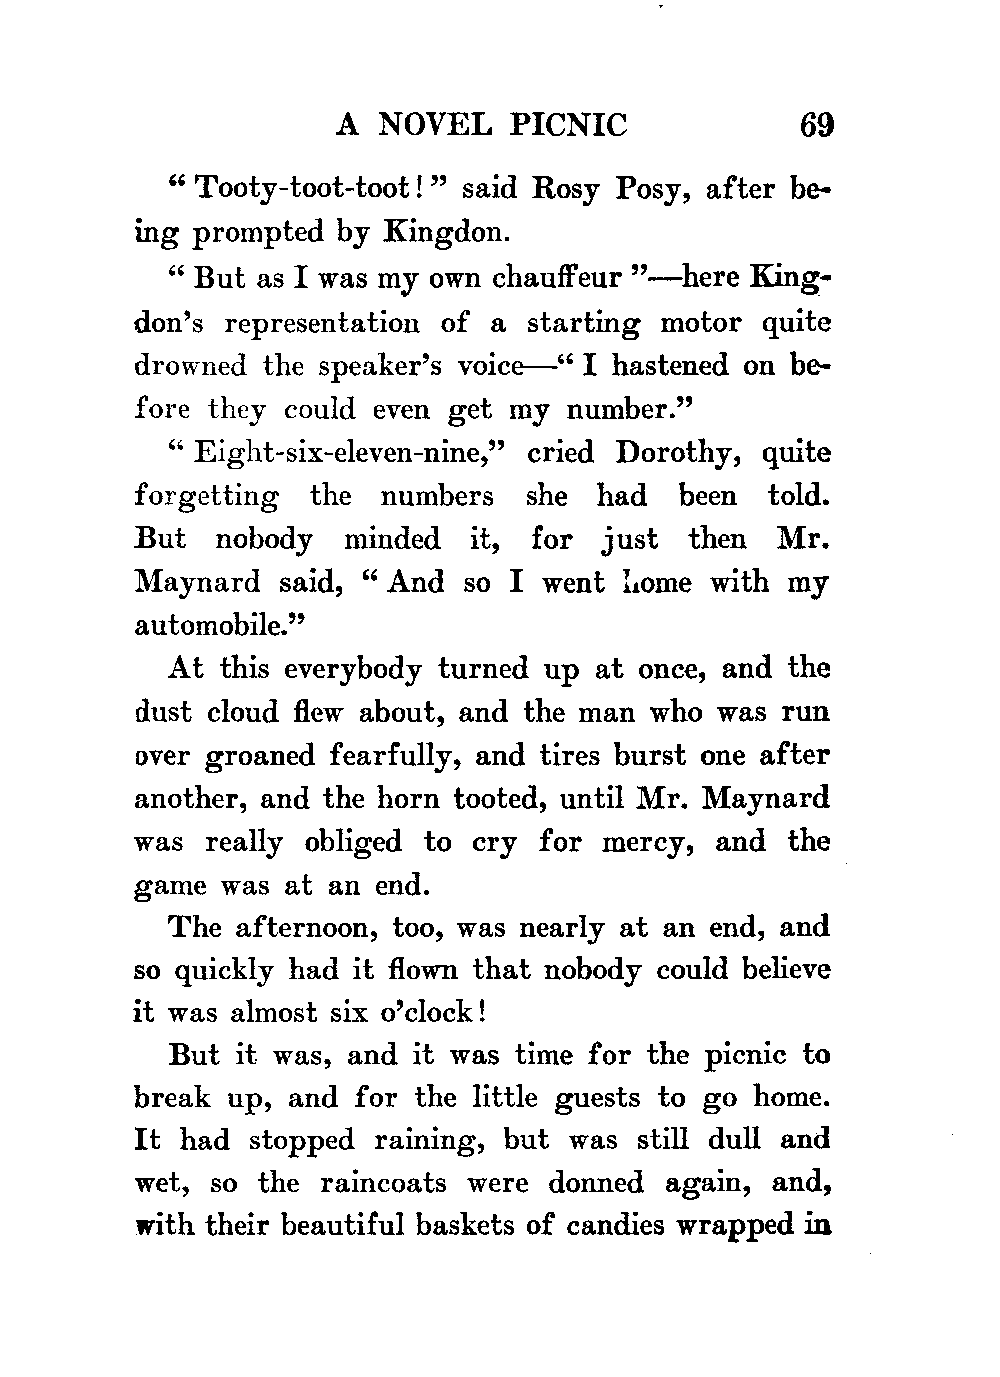 A NOVEL PICNIC 69
“ Tooty-toot-toot! ” said Rosy Posy, after be-
ing prompted by Kingdon.
“ But as I was my own chauffeur ”—here King-
don’s representation of a starting motor quite
drowned the speaker’s voice—“ I hastened on be-
fore they could even get my number.”
“ Eight-six-eleven-nine,” cried Dorothy, quite
forgetting the numbers she had been told.
But nobody minded it, for just then Mr.
Maynard said, “ And so I went home with my
automobile.”
At this everybody turned up at once, and the
dust cloud flew about, and the man who was run
over groaned fearfully, and tires burst one after
another, and the horn tooted, until Mr. Maynard
was really obliged to cry for mercy, and the
game was at an end.
The afternoon, too, was nearly at an end, and
so quickly had it flown that nobody could believe
it was almost six o’clock!
But it was, and it was time for the picnic to
break up, and for the little guests to go home.
It had stopped raining, but was still dull and
wet, so the raincoats were donned again, and,
with their beautiful baskets of candies wrapped in